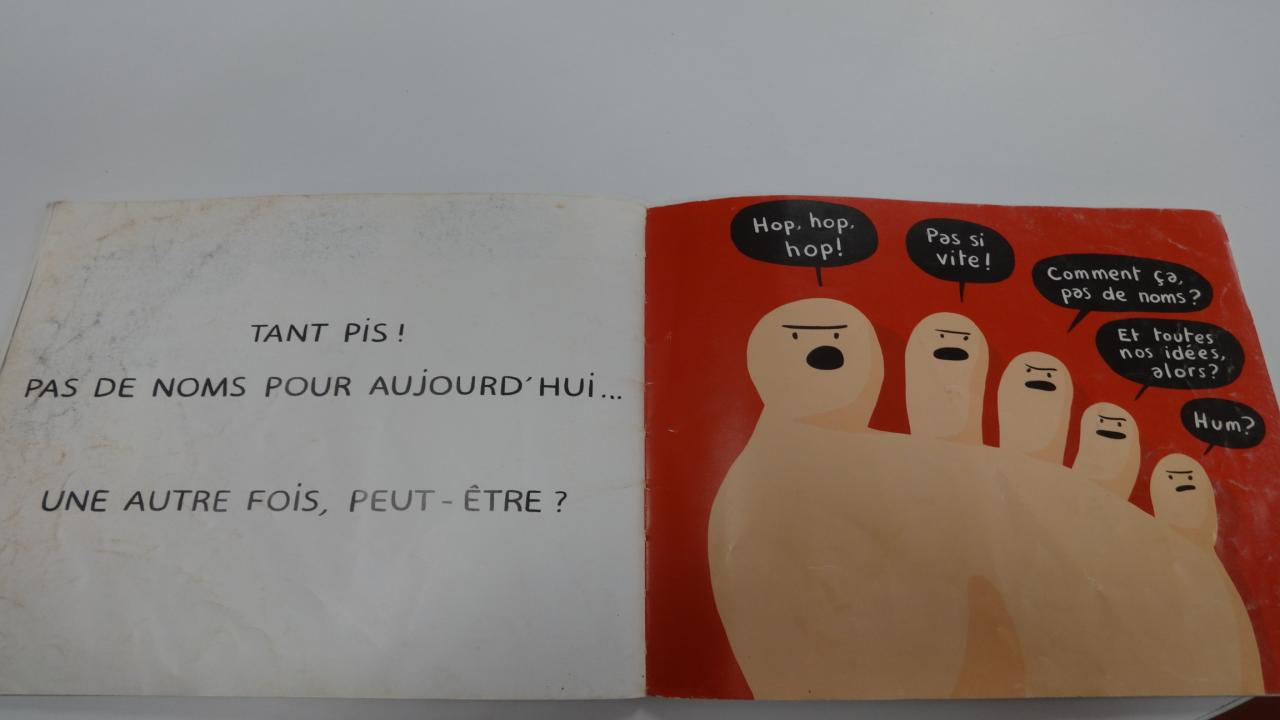 TANT PiS !
PAS DE NOMS POUR AUJOURD'HUi...
UNE AUTRE FOiS, PEUT-ÊTRE ?
Hop, hop,
hop!
Pas si
vite!
Comment ça,
pas de noms?
Et toutes
nos idées,
alors?
Hum?